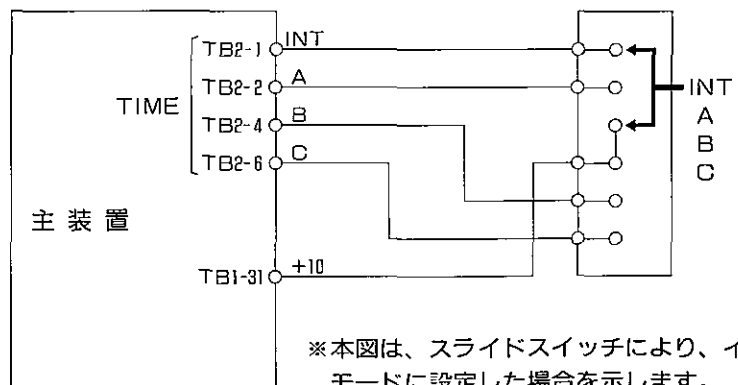 TB2-1 INT
TB2-2 A
TIME
TB2-4 B
TB2-6 C
主装置
TB1-31 +10
INT
A
B
C
※本図は、スライドスイッチにより、イ
モードに設定した場合を示します。